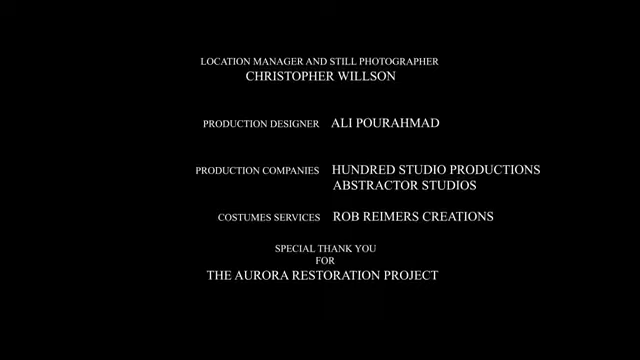 LOCATION MANAGER AND STILL PHOTOGRAPHER
CHRISTOPHER WILLSON
PRODUCTION DESIGNER ALI POURAHMAD
PRODUCTION COMPANIES HUNDRED STUDIO PRODUCTIONS
ABSTRACTOR STUDIOS
COSTUMES SERVICES ROB REIMERS CREATIONS
SPECIAL THANK YOU
FOR
THE AURORA RESTORATION PROJECT